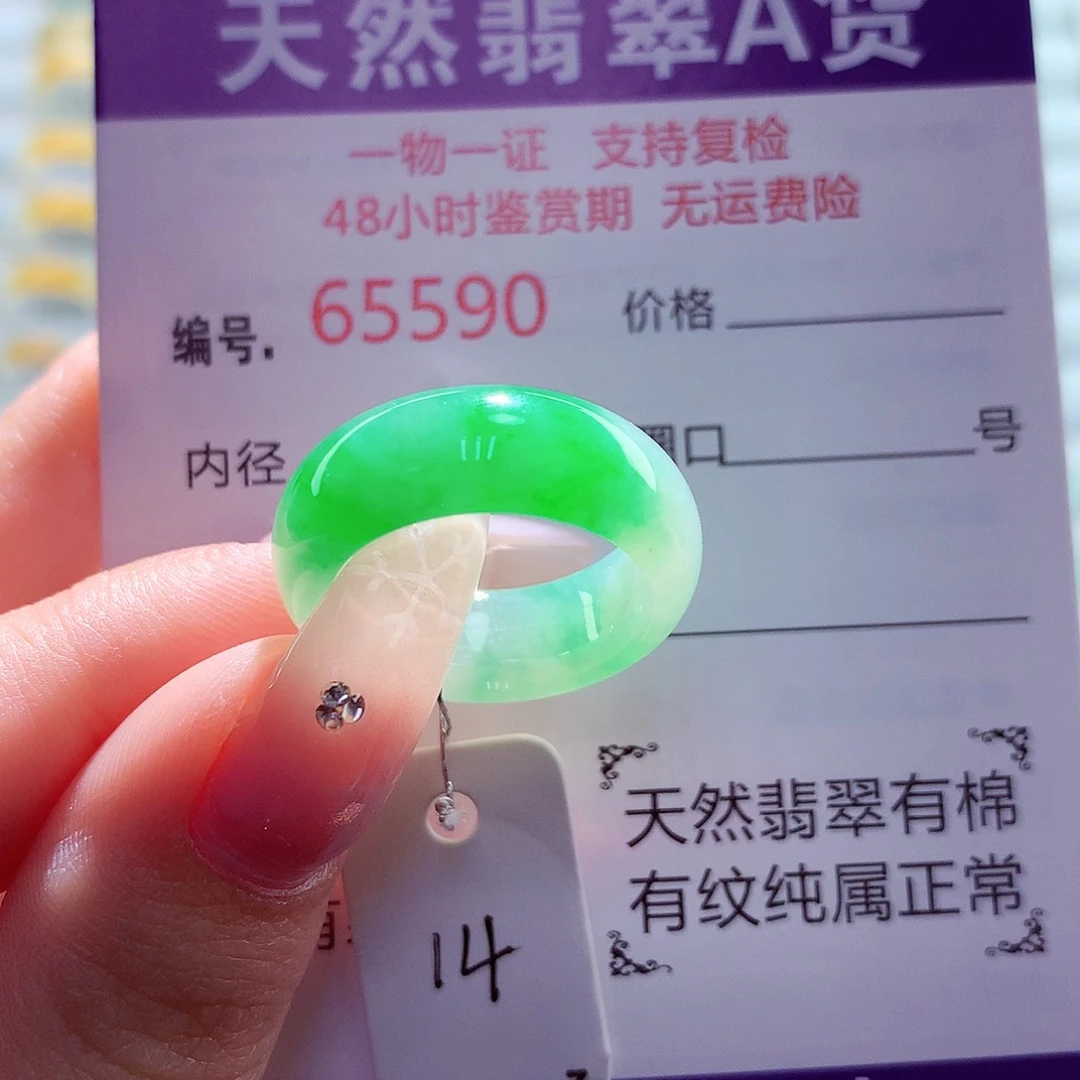 天然翡翠A货
一物一证 支持复检
48小时鉴赏期 无运费险
编号. 65590 价格
内径 圈口 号
天然翡翠有棉
有纹纯属正常
14